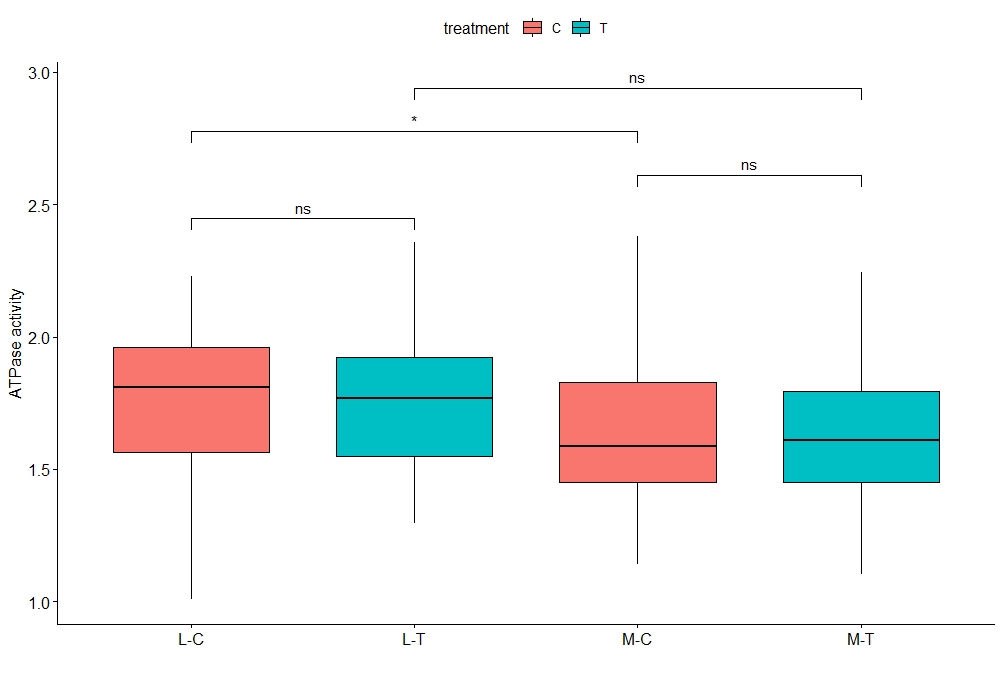 treatment C T
3.0
ns
*
ns
2.5
ns
2.0
ATPase activity
1.5
1.0
L-C L-T M-C M-T